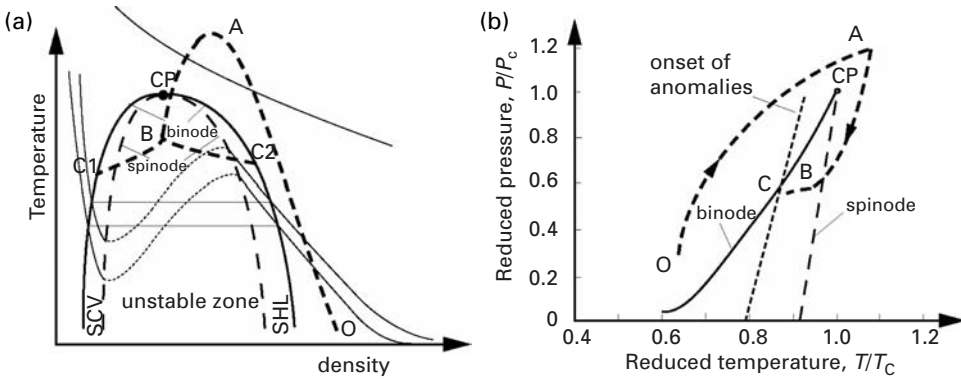 (a)
A
CP
B
binode
C1
C2
spinode
Temperature
SCV
unstable zone
SHL
O
density
(b)
Reduced pressure, P/Pc
1.2
1.0
0.8
0.6
0.4
0.2
0
onset of
anomalies
A
CP
C
B
binode
spinode
O
0.4
0.6
0.8
1.0
1.2
Reduced temperature, T/TC